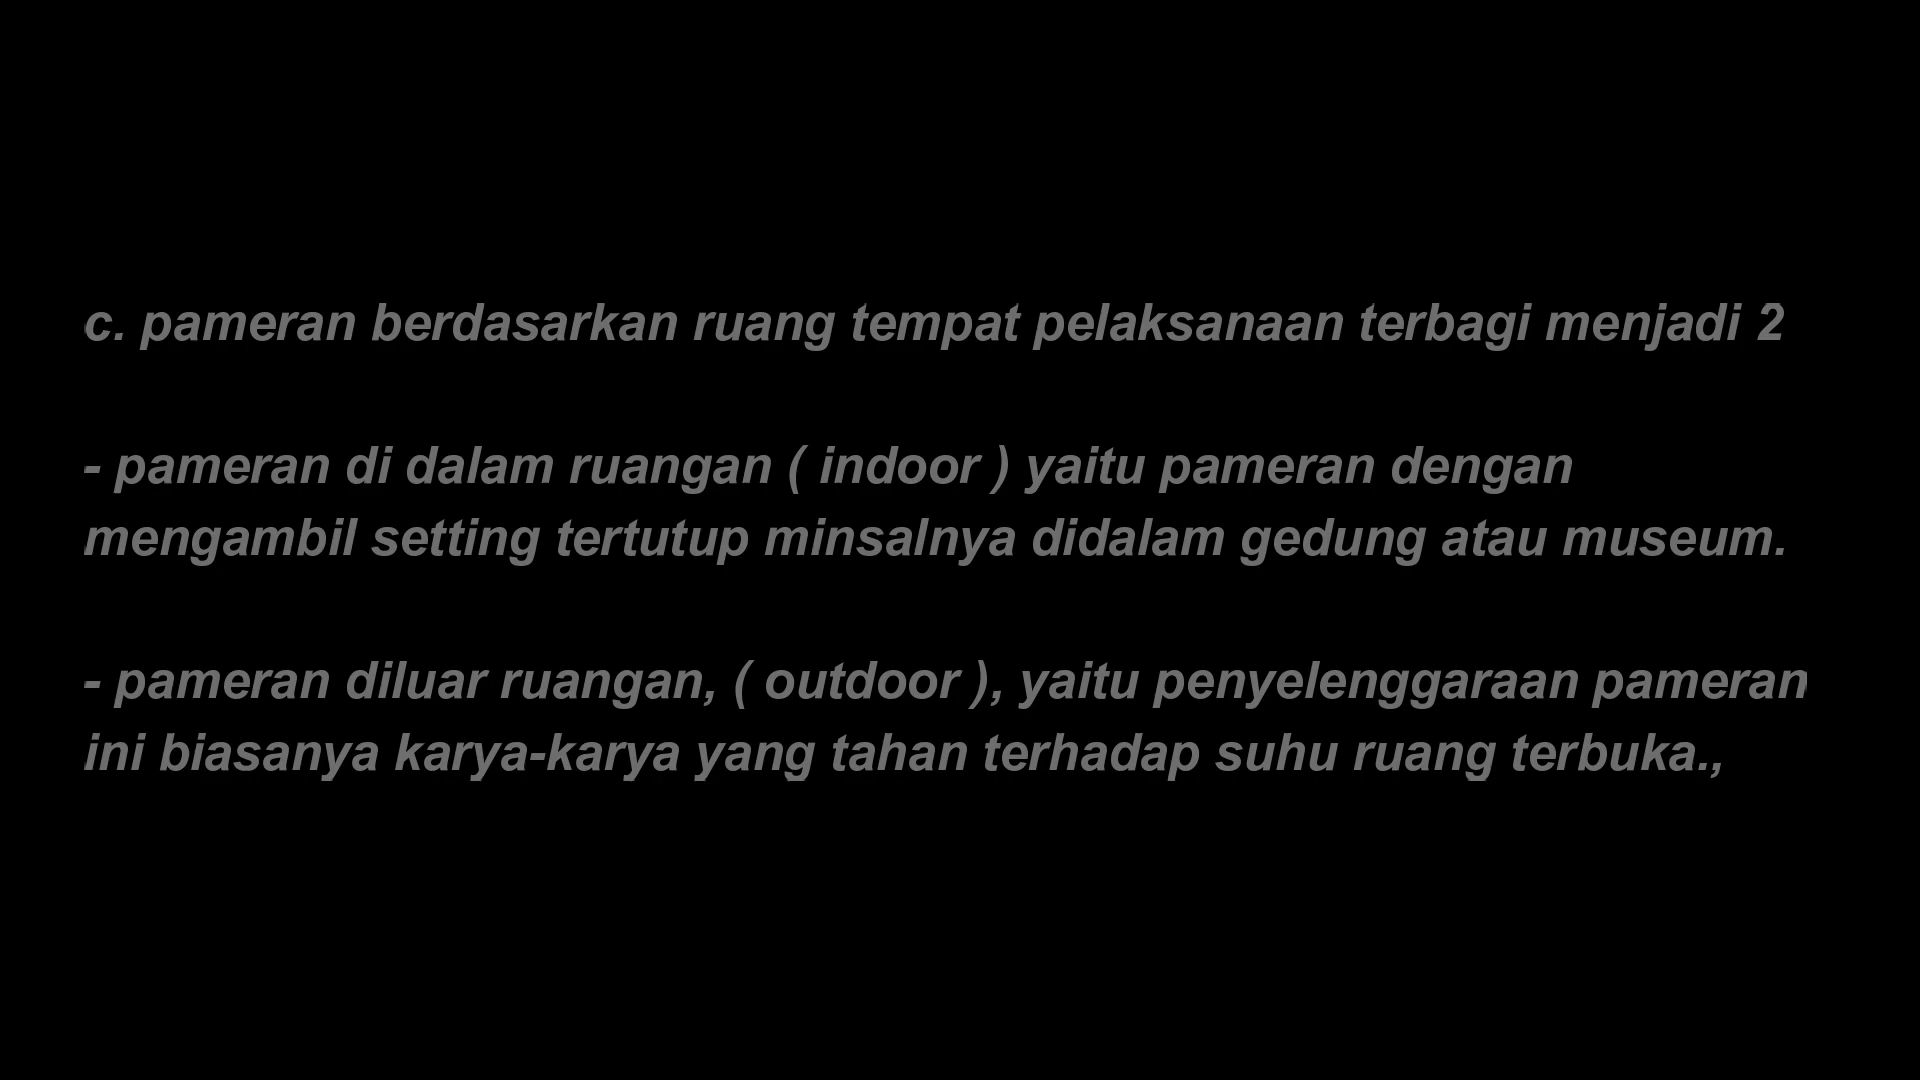 c. pameran berdasarkan ruang tempat pelaksanaan terbagi menjadi 2
- pameran di dalam ruangan ( indoor ) yaitu pameran dengan
mengambil setting tertutup minsalnya didalam gedung atau museum.
- pameran diluar ruangan, ( outdoor ), yaitu penyelenggaraan pameran
ini biasanya karya-karya yang tahan terhadap suhu ruang terbuka.,